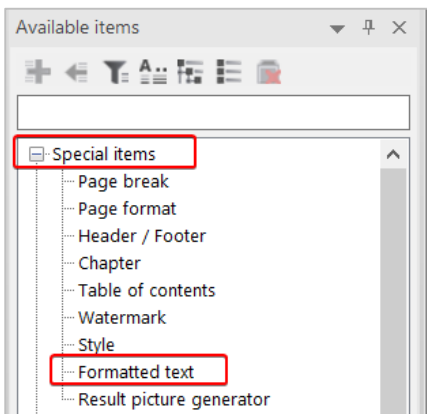 Available items
Special items
Page break
Page format
Header / Footer
Chapter
Table of contents
Watermark
Style
Formatted text
Result picture generator